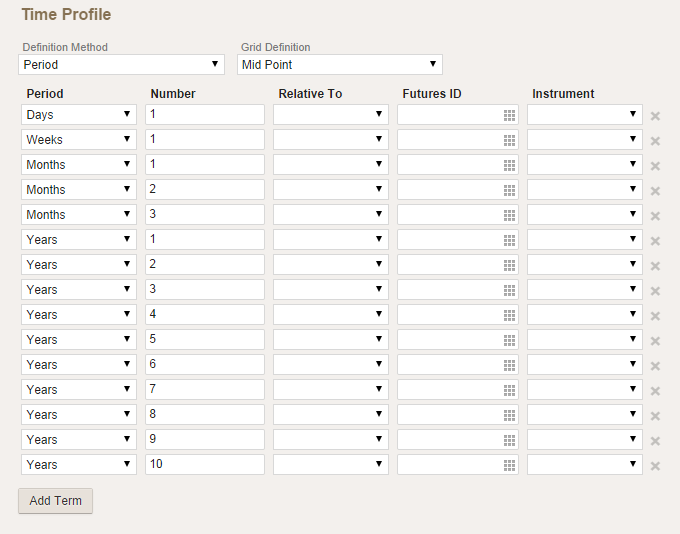 Time Profile
Definition Method Grid Definition
Period Mid Point
Period Number Relative To Futures ID Instrument
Days 1
Weeks 1
Months 1
Months 2
Months 3
Years 1
Years 2
Years 3
Years 4
Years 5
Years 6
Years 7
Years 8
Years 9
Years 10
Add Term